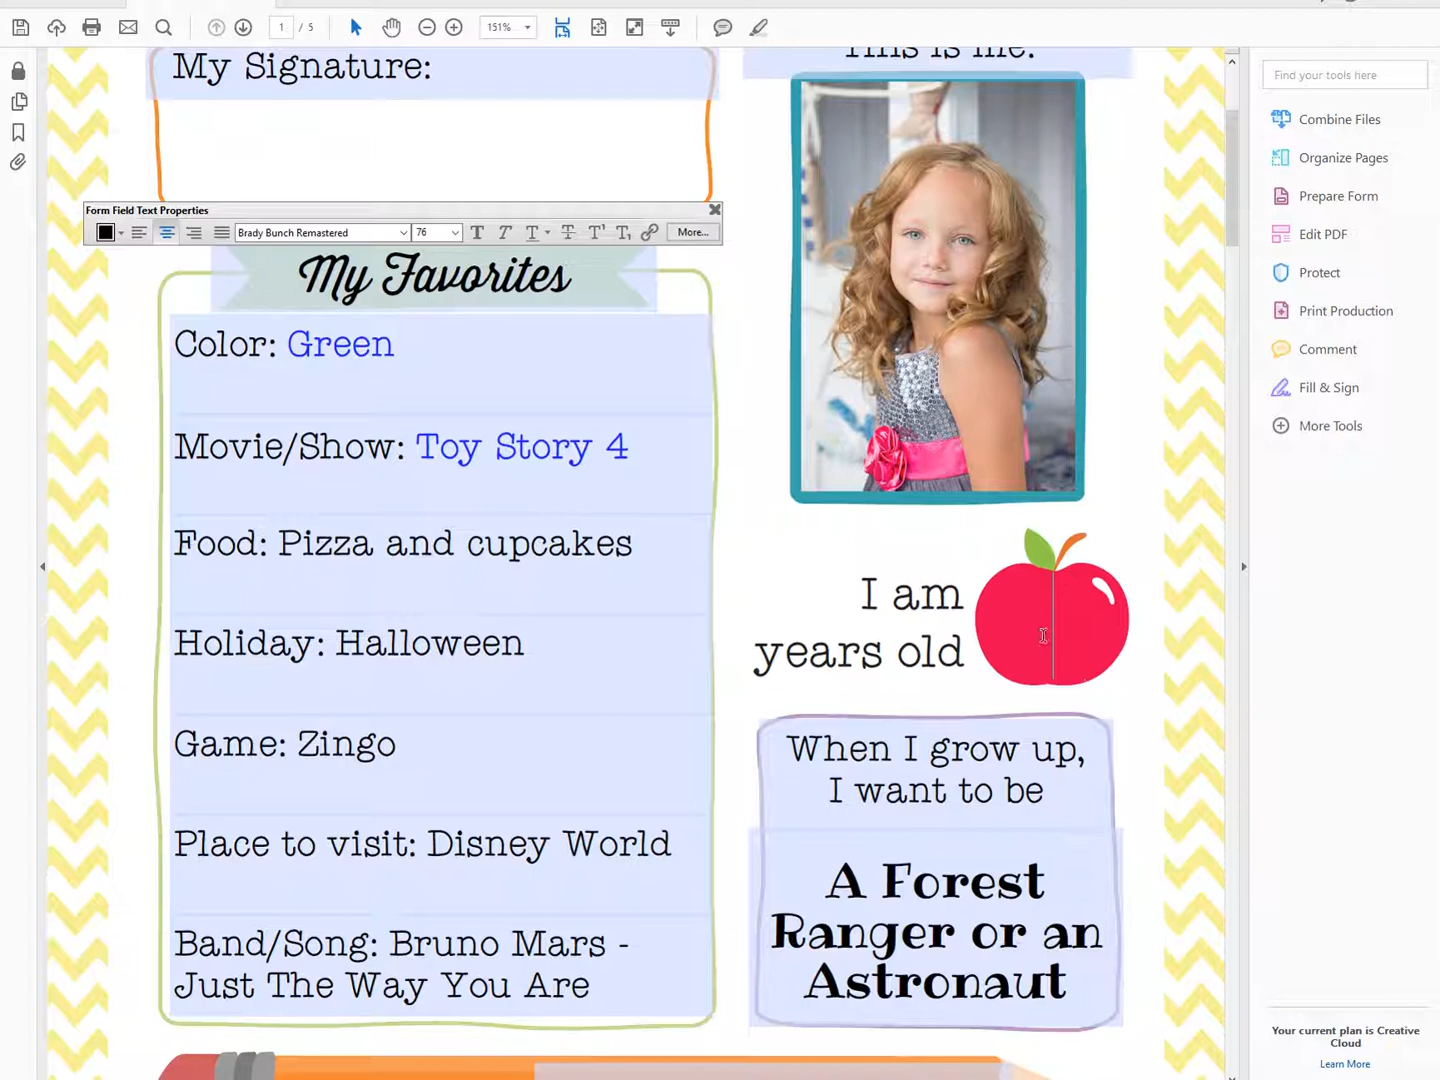 1 / 5
151%
Find your tools here
Combine Files
Organize Pages
Prepare Form
Edit PDF
Protect
Print Production
Comment
Fill & Sign
More Tools
Your current plan is Creative
Cloud
Learn More
My Signature:
This is me:
Form Field Text Properties
Brady Bunch Remastered
76
More...
My Favorites
Color: Green
Movie/Show: Toy Story 4
Food: Pizza and cupcakes
Holiday: Halloween
Game: Zingo
Place to visit: Disney World
Band/Song: Bruno Mars -
Just The Way You Are
I am
years old
When I grow up,
I want to be
A Forest
Ranger or an
Astronaut